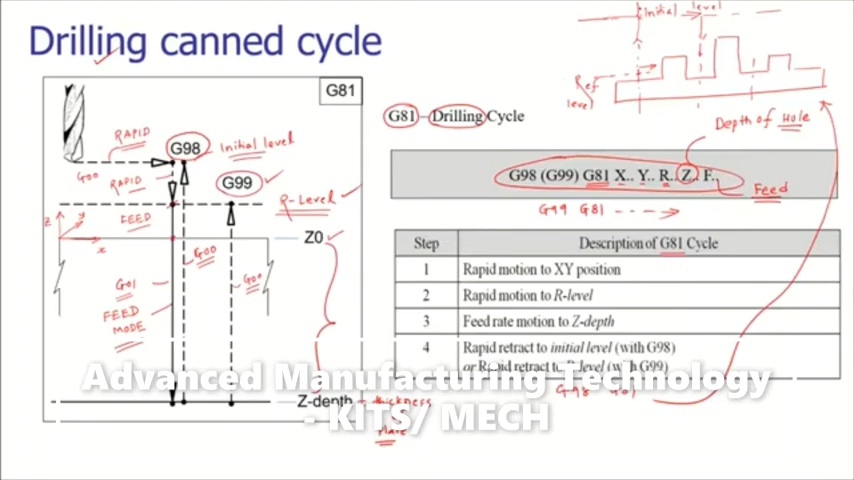 Drilling canned cycle
G81
RAPID
G00
G98
Initial level
RAPID
G99
R-Level
FEED
Z
y
x
Z0
G00
G01
G00
FEED
MODE
Z-depth
thickness
plate
Initial level
Ref
level
G81 – Drilling Cycle
Depth of Hole
G98 (G99) G81 X.. Y.. R.. Z.. F..
Feed
G99 G81
Step Description of G81 Cycle
1 Rapid motion to XY position
2 Rapid motion to R-level
3 Feed rate motion to Z-depth
4 Rapid retract to initial level (with G98)
or Rapid retract to R-level (with G99)
G98
Advanced Manufacturing Technology
- KITS/ MECH